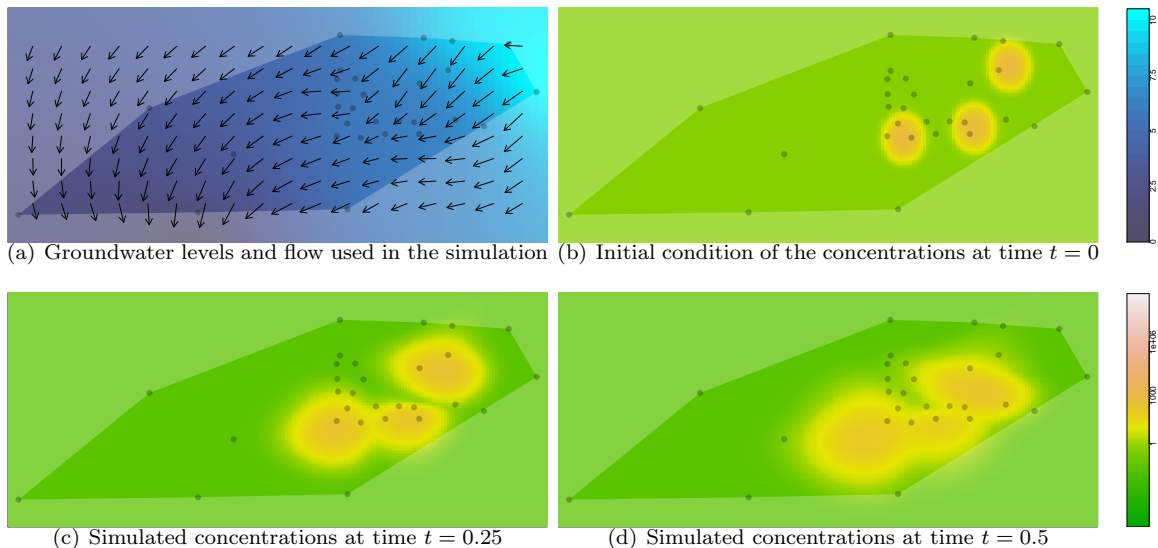 10
7.5
5
2.5
0
(a) Groundwater levels and flow used in the simulation
(b) Initial condition of the concentrations at time t = 0
1e+06
1000
1
(c) Simulated concentrations at time t = 0.25
(d) Simulated concentrations at time t = 0.5